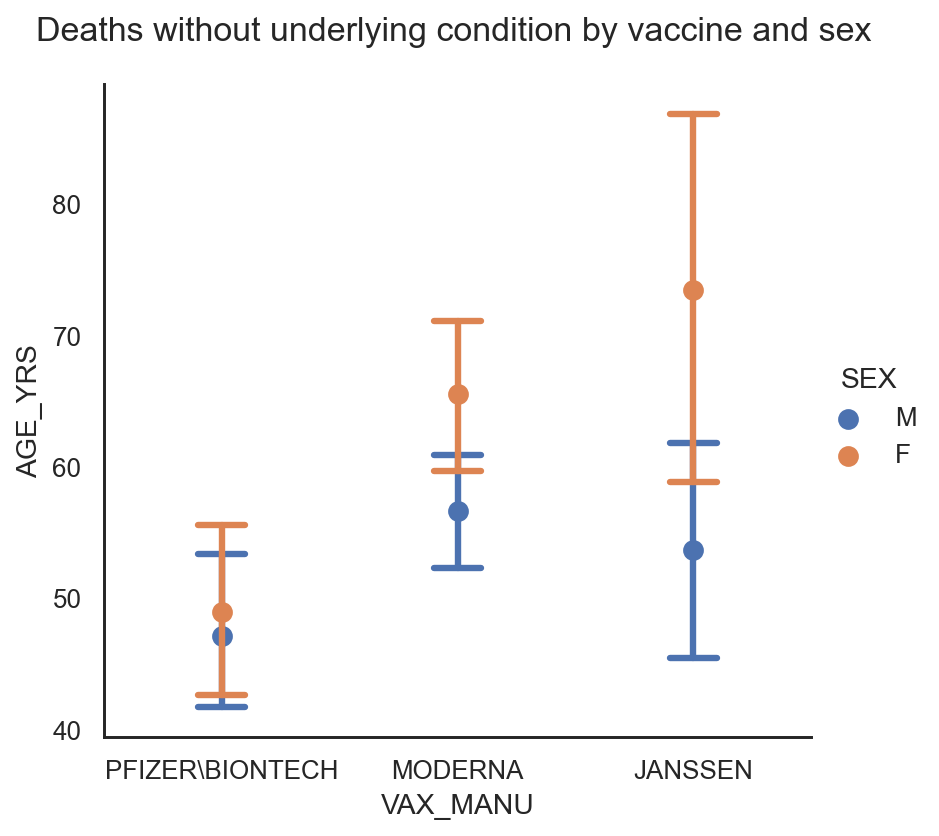 Deaths without underlying condition by vaccine and sex
80
70
60
50
40
AGE_YRS
PFIZER\BIONTECH MODERNA JANSSEN
VAX_MANU
SEX
M
F